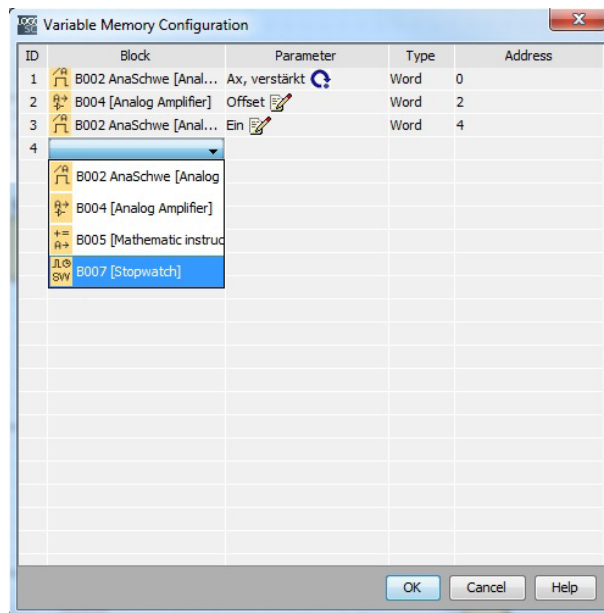 Variable Memory Configuration
ID Block Parameter Type Address
1 B002 AnaSchwe [Anal... Ax, verstärkt Word 0
2 B004 [Analog Amplifier] Offset Word 2
3 B002 AnaSchwe [Anal... Ein Word 4
4
B002 AnaSchwe [Analog
B004 [Analog Amplifier]
B005 [Mathematic instruc
B007 [Stopwatch]
OK Cancel Help